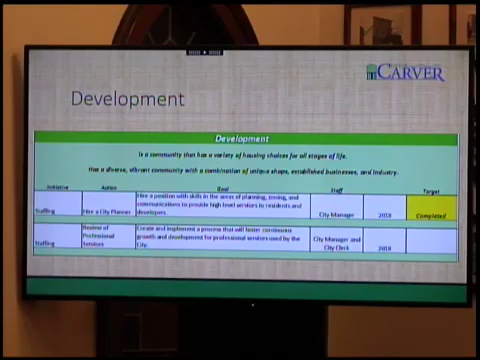 CARVER
Development
Development
Is a community that has a variety of housing choices for all stages of life.
Has a diverse, vibrant community with a combination of unique shops, established businesses, and industry.
Initiative Action Goal Staff Target
Hire a position with skills in the areas of planning, zoning, and
communications to provide high level services to residents and
Staffing Hire a City Planner developers. City Manager 2018 Completed
Review of Create and implement a process that will foster continuous
Professional growth and development for professional services used by the City Manager and
Staffing Services City. City Clerk 2018